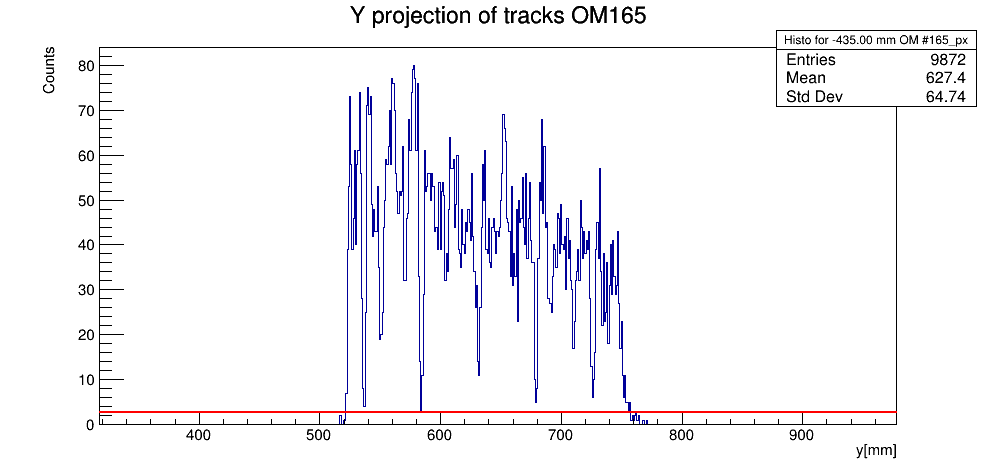 Y projection of tracks OM165
Histo for -435.00 mm OM #165_px
Entries 9872
Mean 627.4
Std Dev 64.74
Counts
80
70
60
50
40
30
20
10
0
400 500 600 700 800 900
y[mm]